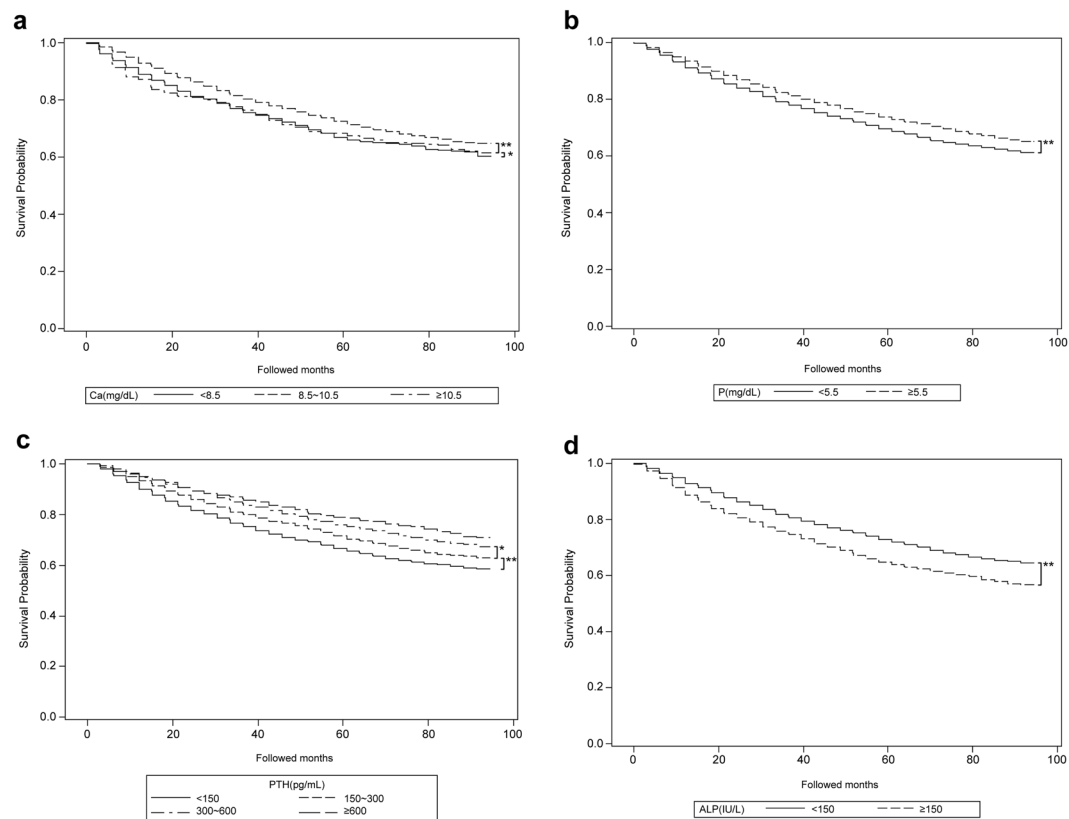 a
Survival Probability
1.0
0.8
0.6
0.4
0.2
0.0
**
*
0 20 40 60 80 100
Followed months
Ca(mg/dL) <8.5 8.5~10.5 ≥10.5
b
Survival Probability
1.0
0.8
0.6
0.4
0.2
0.0
**
0 20 40 60 80 100
Followed months
P(mg/dL) <5.5 ≥5.5
c
Survival Probability
1.0
0.8
0.6
0.4
0.2
0.0
*
**
0 20 40 60 80 100
Followed months
PTH(pg/mL)
<150 150~300
300~600 ≥600
d
Survival Probability
1.0
0.8
0.6
0.4
0.2
0.0
**
0 20 40 60 80 100
Followed months
ALP(IU/L) <150 ≥150